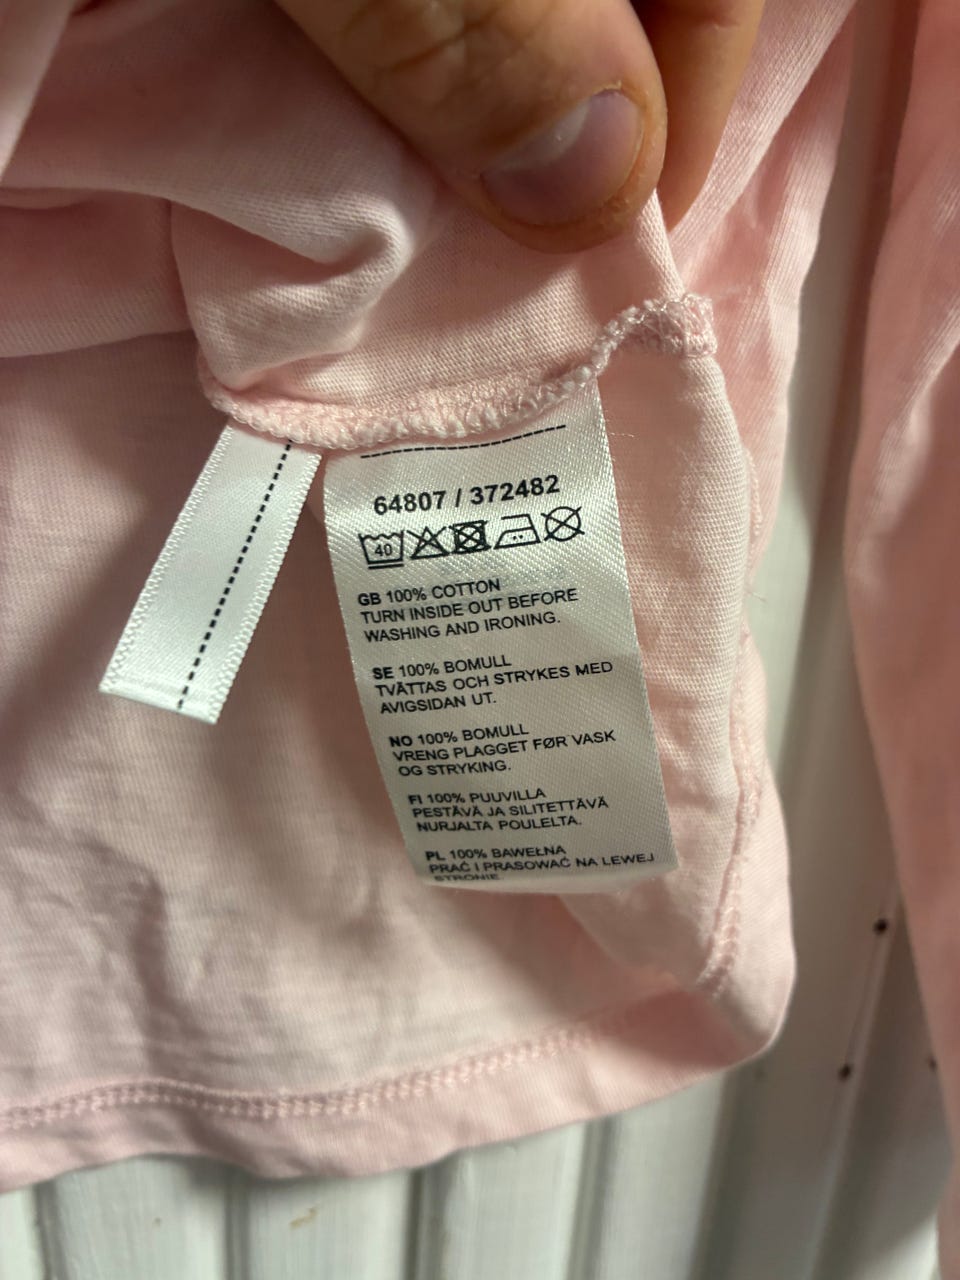 64807 / 372482
40
GB 100% COTTON
TURN INSIDE OUT BEFORE
WASHING AND IRONING.
SE 100% BOMULL
TVÄTTAS OCH STRYKES MED
AVIGSIDAN UT.
NO 100% BOMULL
VRENG PLAGGET FØR VASK
OG STRYKING.
FI 100% PUUVILLA
PESTÄVÄ JA SILITETTÄVÄ
NURJALTA POULELTA.
PL 100% BAWEŁNA
PRAĆ I PRASOWAĆ NA LEWEJ
STRONIE